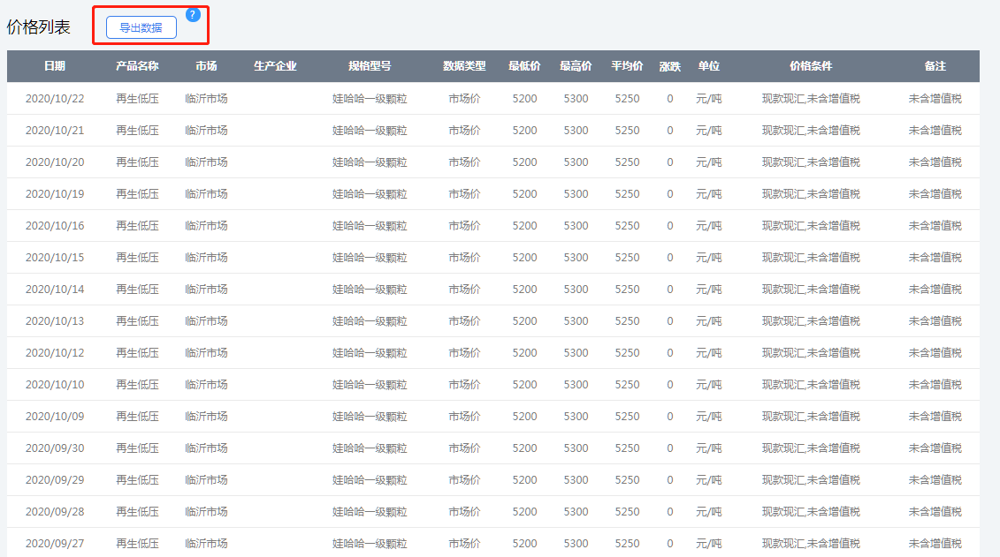 价格列表 导出数据 ?
日期 产品名称 市场 生产企业 规格型号 数据类型 最低价 最高价 平均价 涨跌 单位 价格条件 备注
2020/10/22 再生低压 临沂市场 娃哈哈一级颗粒 市场价 5200 5300 5250 0 元/吨 现款现汇,未含增值税 未含增值税
2020/10/21 再生低压 临沂市场 娃哈哈一级颗粒 市场价 5200 5300 5250 0 元/吨 现款现汇,未含增值税 未含增值税
2020/10/20 再生低压 临沂市场 娃哈哈一级颗粒 市场价 5200 5300 5250 0 元/吨 现款现汇,未含增值税 未含增值税
2020/10/19 再生低压 临沂市场 娃哈哈一级颗粒 市场价 5200 5300 5250 0 元/吨 现款现汇,未含增值税 未含增值税
2020/10/16 再生低压 临沂市场 娃哈哈一级颗粒 市场价 5200 5300 5250 0 元/吨 现款现汇,未含增值税 未含增值税
2020/10/15 再生低压 临沂市场 娃哈哈一级颗粒 市场价 5200 5300 5250 0 元/吨 现款现汇,未含增值税 未含增值税
2020/10/14 再生低压 临沂市场 娃哈哈一级颗粒 市场价 5200 5300 5250 0 元/吨 现款现汇,未含增值税 未含增值税
2020/10/13 再生低压 临沂市场 娃哈哈一级颗粒 市场价 5200 5300 5250 0 元/吨 现款现汇,未含增值税 未含增值税
2020/10/12 再生低压 临沂市场 娃哈哈一级颗粒 市场价 5200 5300 5250 0 元/吨 现款现汇,未含增值税 未含增值税
2020/10/10 再生低压 临沂市场 娃哈哈一级颗粒 市场价 5200 5300 5250 0 元/吨 现款现汇,未含增值税 未含增值税
2020/10/09 再生低压 临沂市场 娃哈哈一级颗粒 市场价 5200 5300 5250 0 元/吨 现款现汇,未含增值税 未含增值税
2020/09/30 再生低压 临沂市场 娃哈哈一级颗粒 市场价 5200 5300 5250 0 元/吨 现款现汇,未含增值税 未含增值税
2020/09/29 再生低压 临沂市场 娃哈哈一级颗粒 市场价 5200 5300 5250 0 元/吨 现款现汇,未含增值税 未含增值税
2020/09/28 再生低压 临沂市场 娃哈哈一级颗粒 市场价 5200 5300 5250 0 元/吨 现款现汇,未含增值税 未含增值税
2020/09/27 再生低压 临沂市场 娃哈哈一级颗粒 市场价 5200 5300 5250 0 元/吨 现款现汇,未含增值税 未含增值税